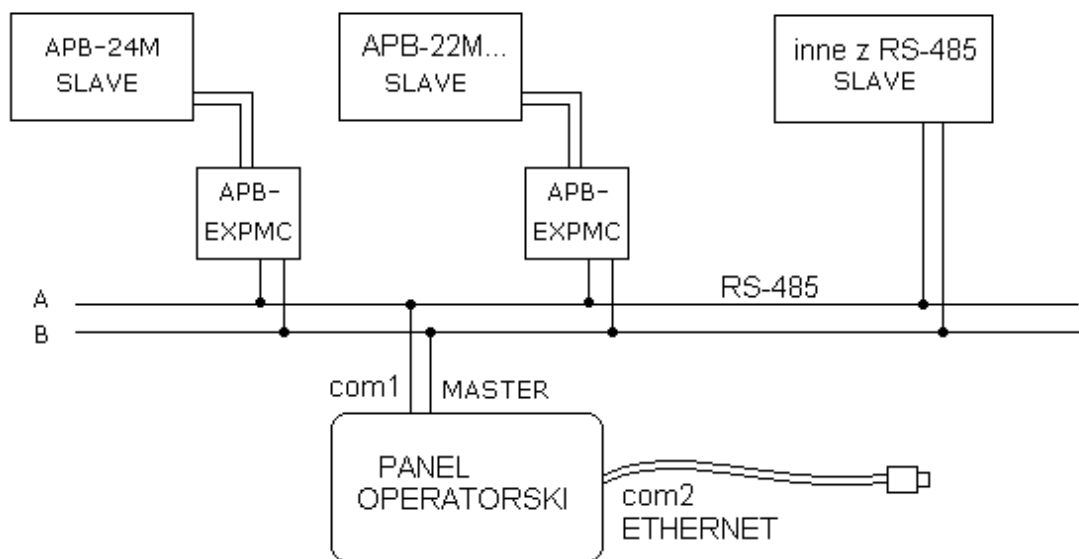 APB-24M
SLAVE
APB-22M...
SLAVE
inne z RS-485
SLAVE
APB-
EXPMC
APB-
EXPMC
A
RS-485
B
com1
MASTER
PANEL
OPERATORSKI
com2
ETHERNET